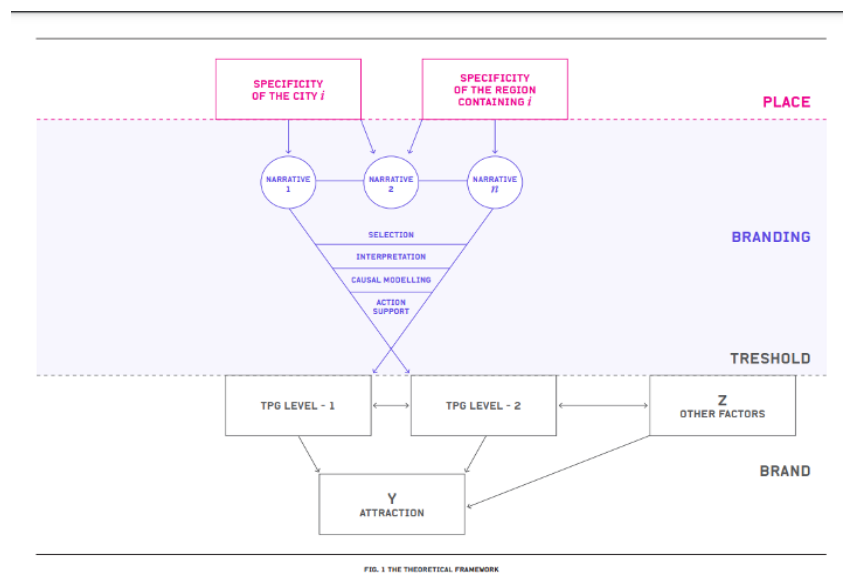 SPECIFICITY
OF THE CITY i
SPECIFICITY
OF THE REGION
CONTAINING i
PLACE
NARRATIVE
1
NARRATIVE
2
NARRATIVE
n
SELECTION
BRANDING
INTERPRETATION
CAUSAL MODELLING
ACTION
SUPPORT
TRESHOLD
TPG LEVEL - 1
TPG LEVEL - 2
Z
OTHER FACTORS
BRAND
Y
ATTRACTION
FIG. 1 THE THEORETICAL FRAMEWORK